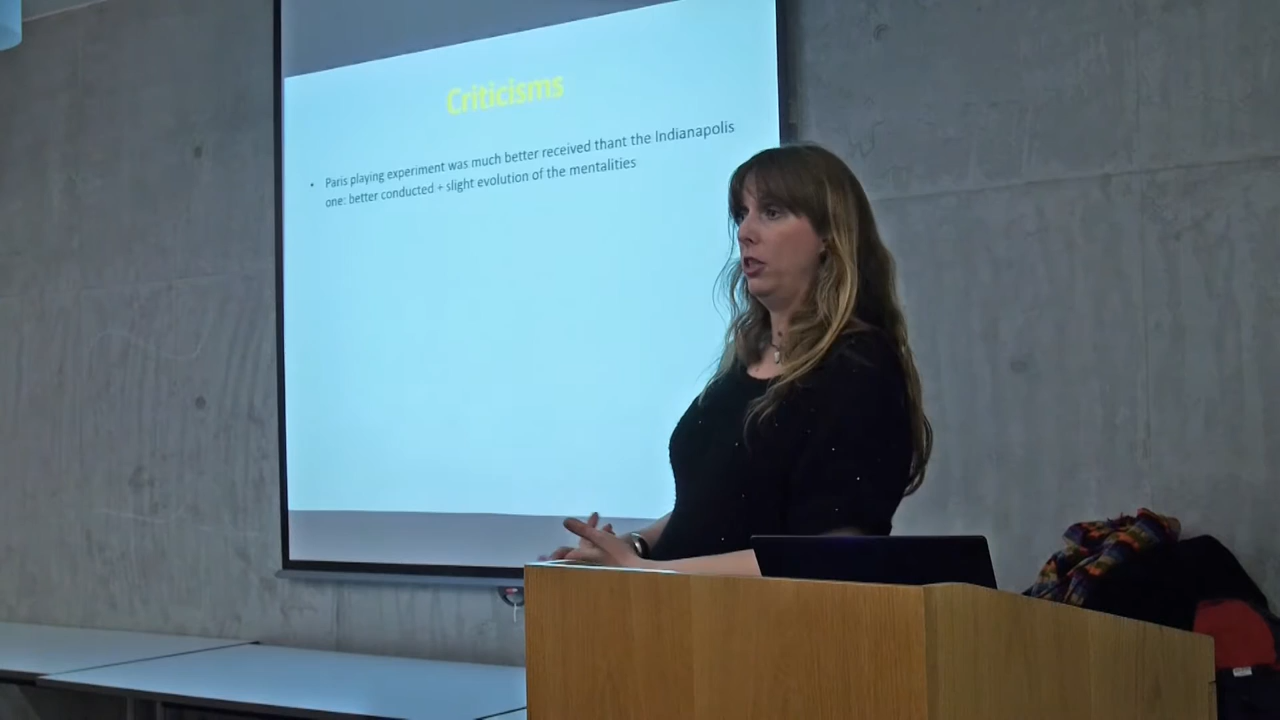 Criticisms
• Paris playing experiment was much better received thant the Indianapolis
one: better conducted + slight evolution of the mentalities